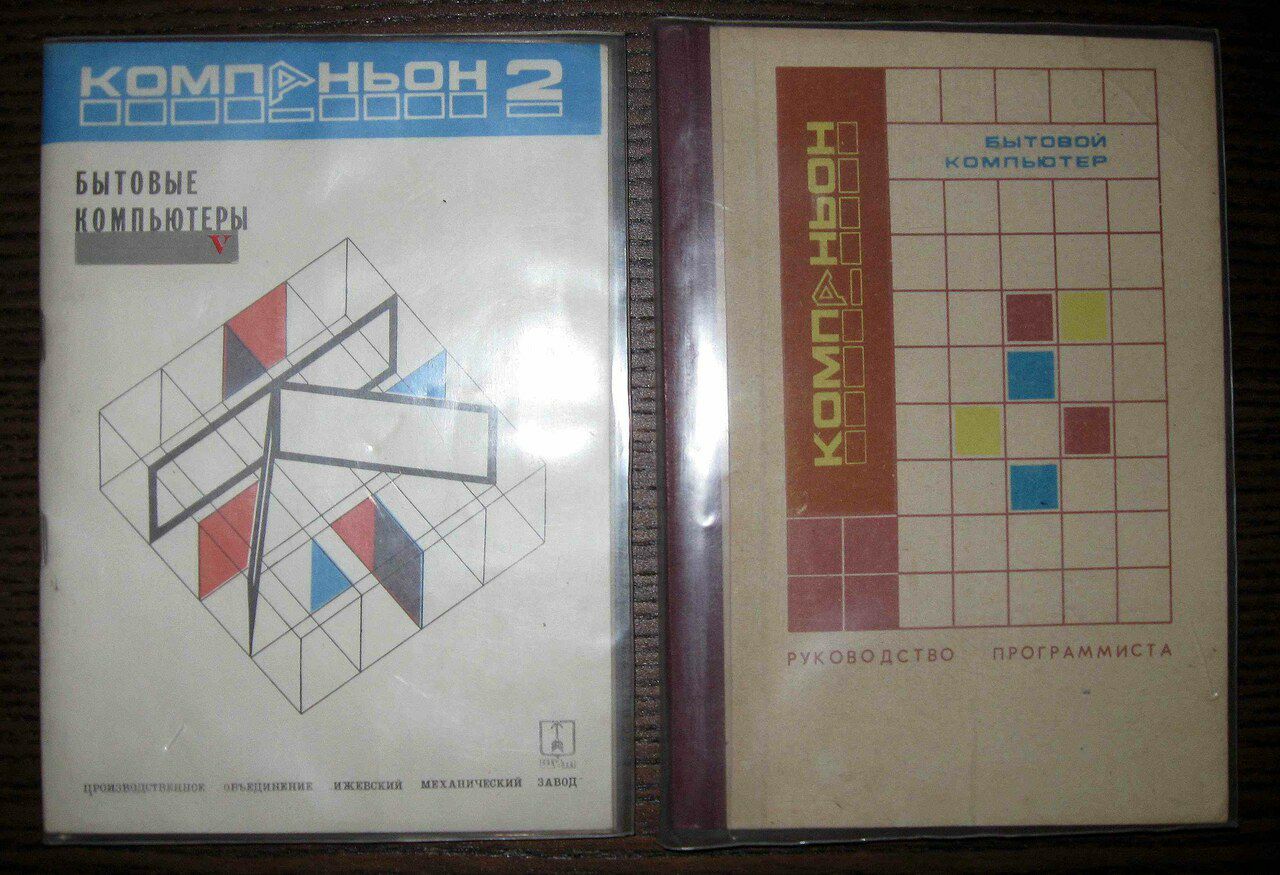 КОМПАНЬОН 2
БЫТОВЫЕ
КОМПЬЮТЕРЫ
V
ПРОИЗВОДСТВЕННОЕ ОБЪЕДИНЕНИЕ ИЖЕВСКИЙ МЕХАНИЧЕСКИЙ ЗАВОД
КОМПАНЬОН
БЫТОВОЙ
КОМПЬЮТЕР
РУКОВОДСТВО ПРОГРАММИСТА